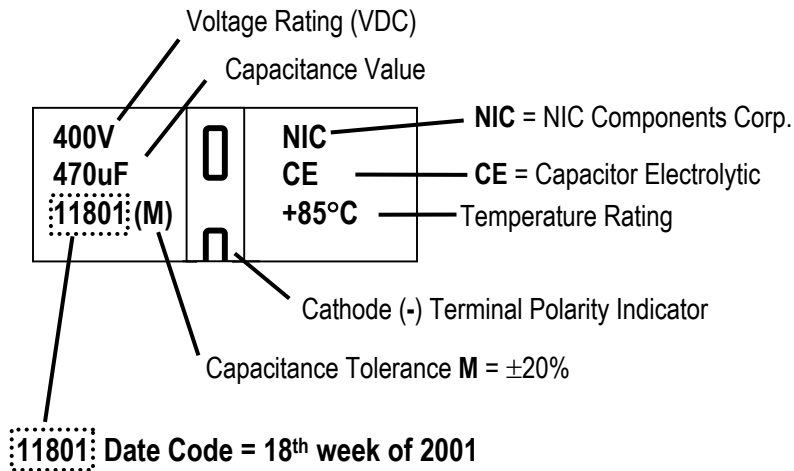 Voltage Rating (VDC)
Capacitance Value
400V
470uF
11801 (M)
NIC
CE
+85°C
NIC = NIC Components Corp.
CE = Capacitor Electrolytic
Temperature Rating
Cathode (-) Terminal Polarity Indicator
Capacitance Tolerance M = ±20%
11801 Date Code = 18th week of 2001